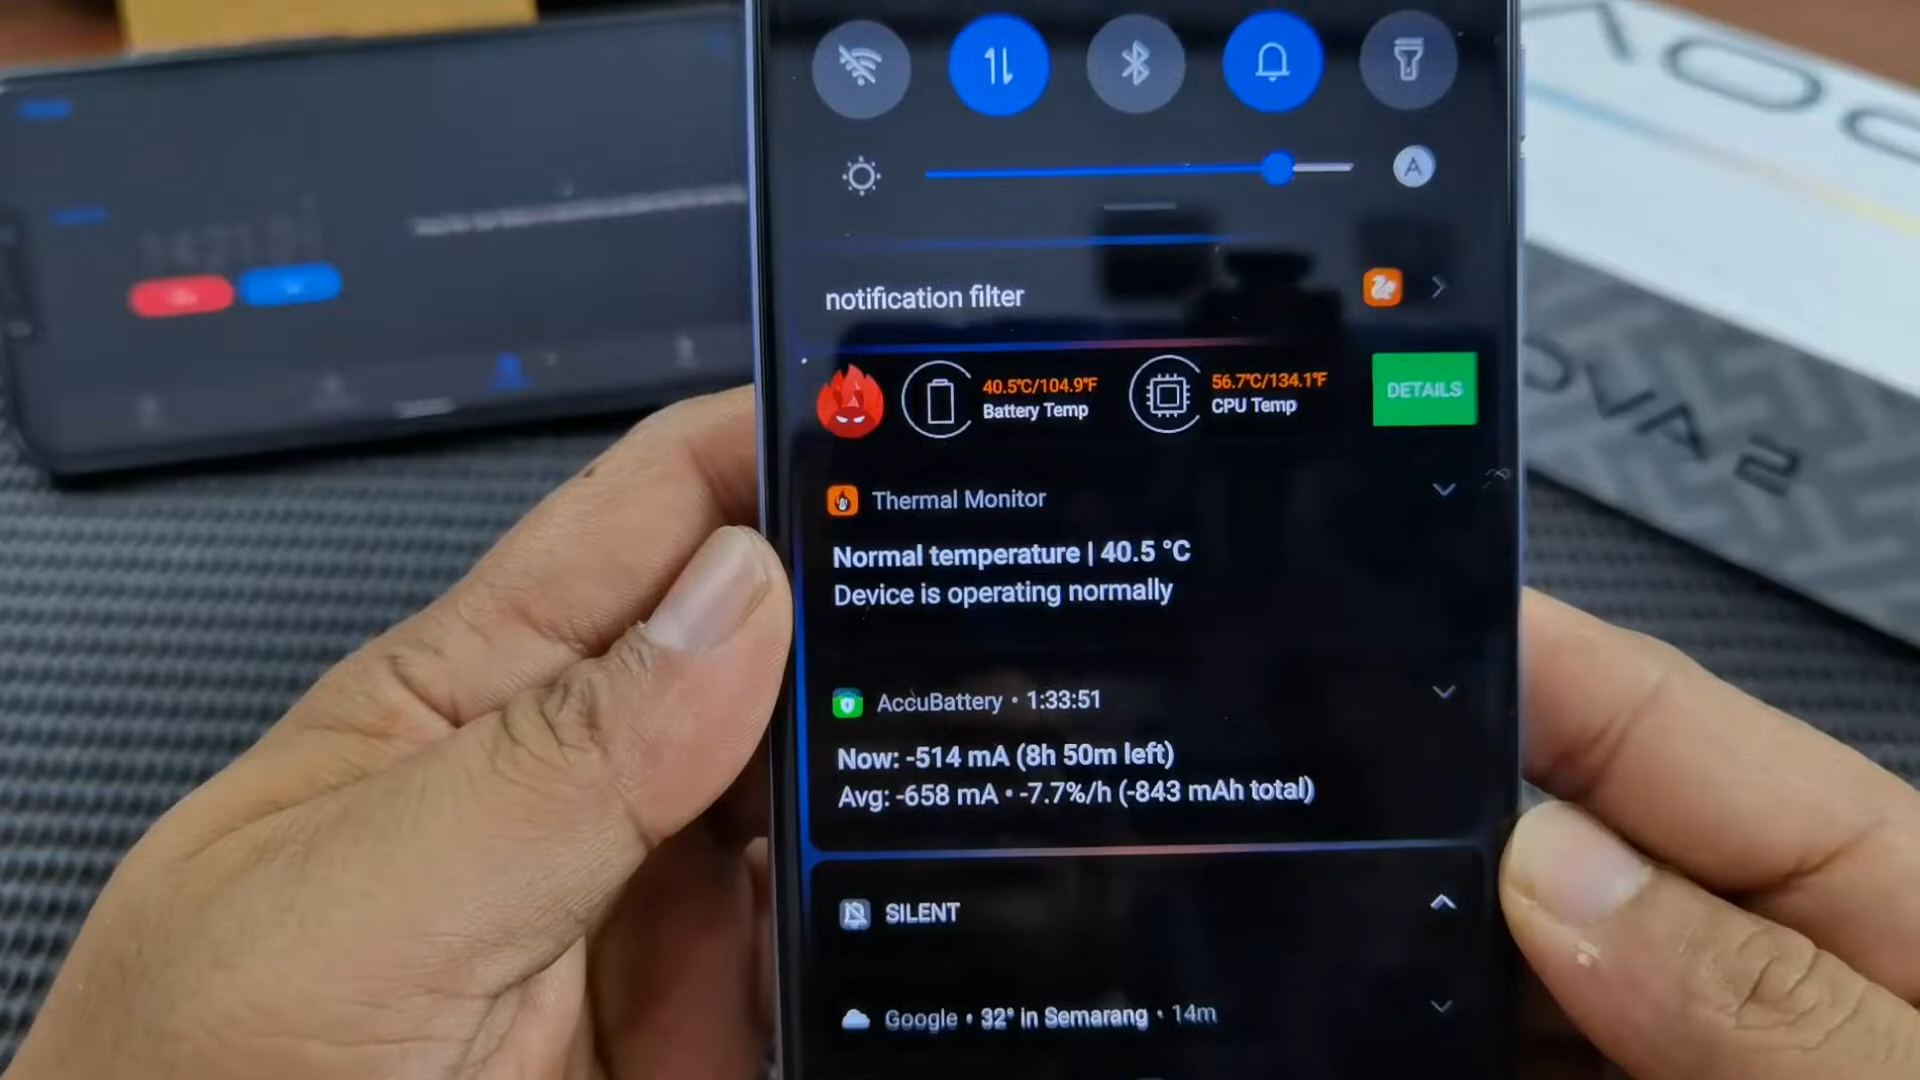 A
notification filter
40.5°C/104.9°F
Battery Temp
56.7°C/134.1°F
CPU Temp
DETAILS
Thermal Monitor
Normal temperature | 40.5 °C
Device is operating normally
AccuBattery • 1:33:51
Now: -514 mA (8h 50m left)
Avg: -658 mA • -7.7%/h (-843 mAh total)
SILENT
Google • 32° in Semarang • 14m
OVA 2